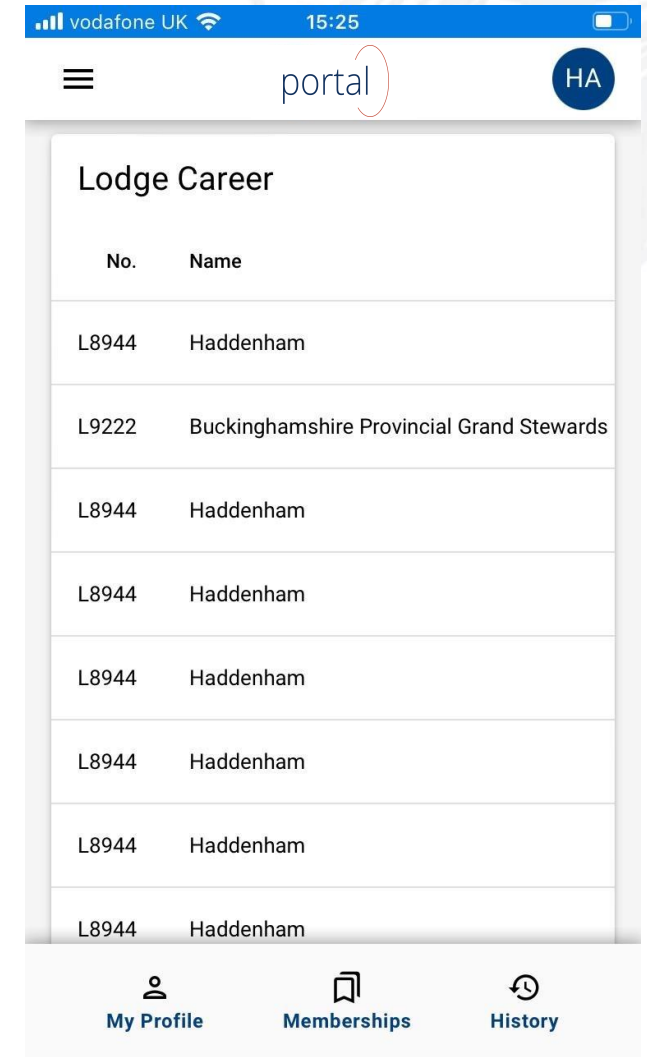 vodafone UK 15:25
portal HA
Lodge Career
No. Name
L8944 Haddenham
L9222 Buckinghamshire Provincial Grand Stewards
L8944 Haddenham
L8944 Haddenham
L8944 Haddenham
L8944 Haddenham
L8944 Haddenham
L8944 Haddenham
My Profile Memberships History